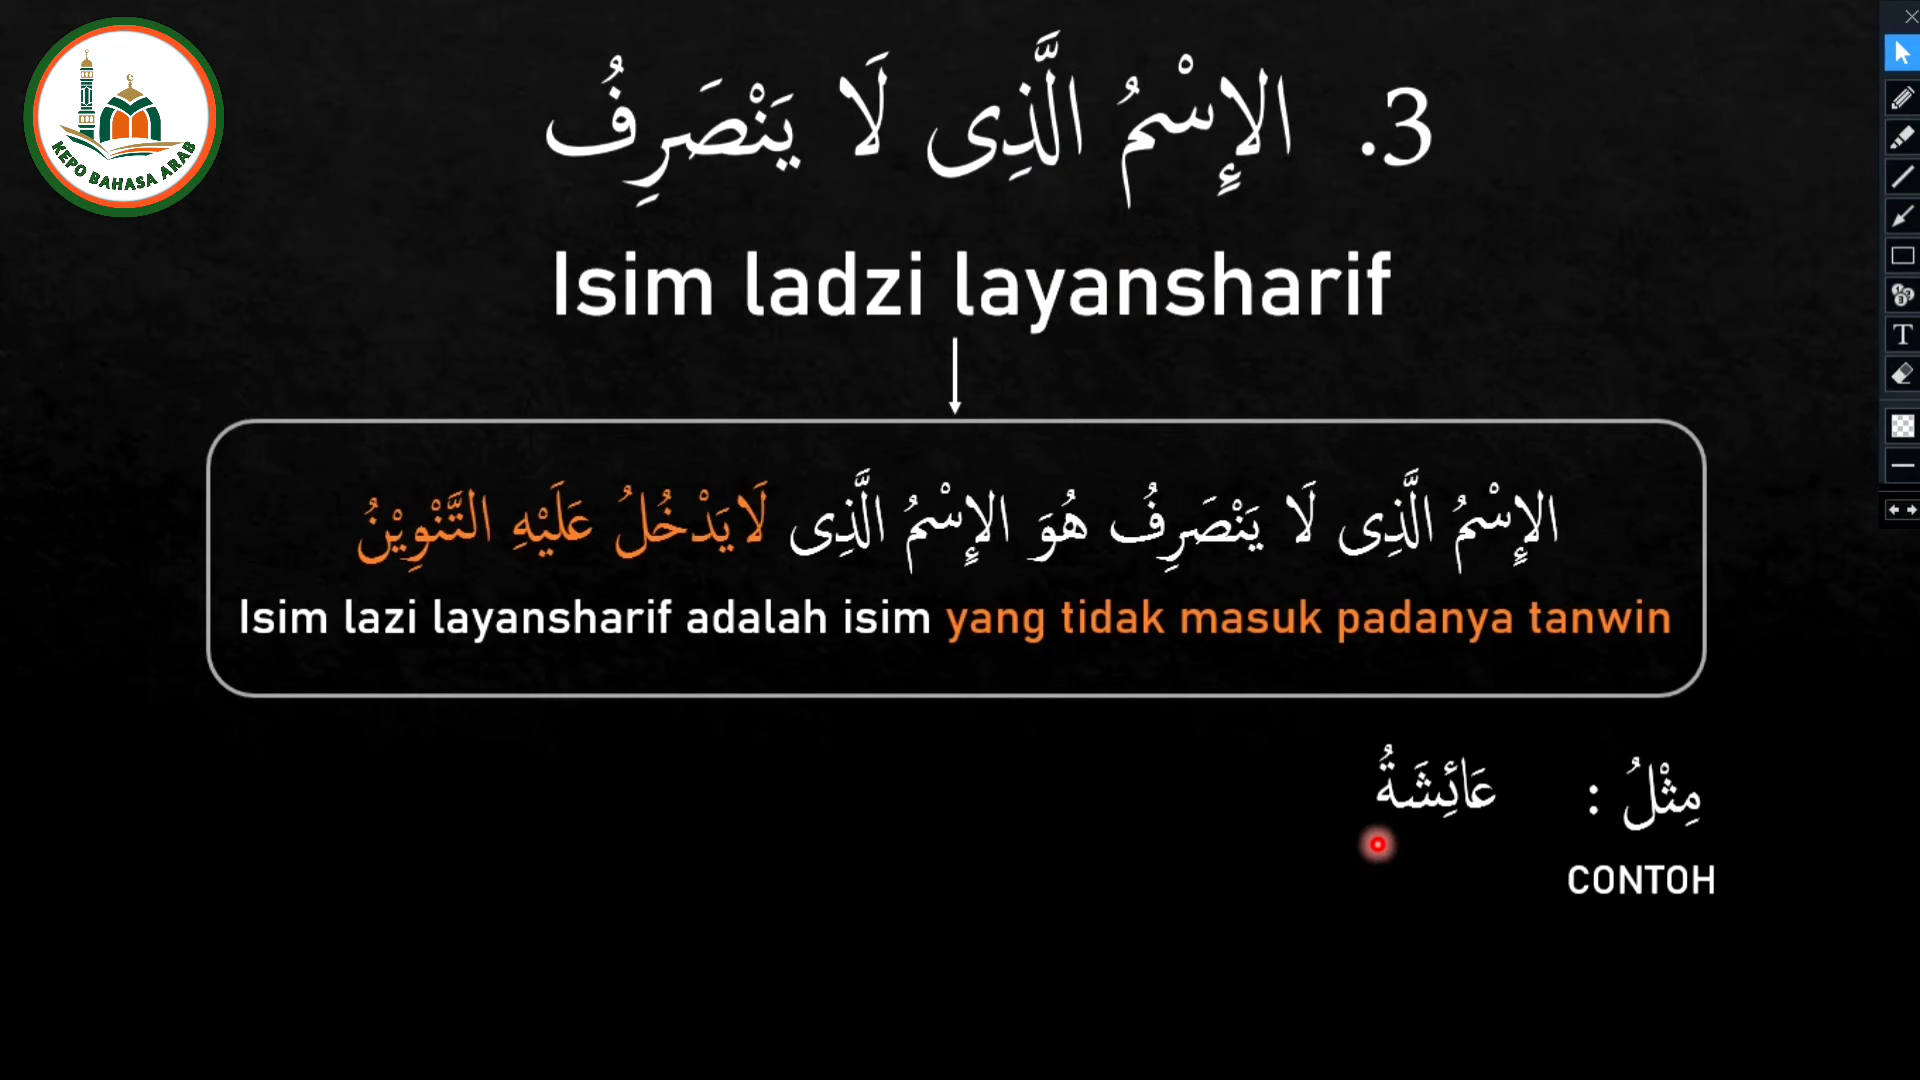 KEPO BAHASA ARAB
3. الإِسْمُ الَّذِى لَا يَنْصَرِفُ
Isim ladzi layansharif
الإِسْمُ الَّذِى لَا يَنْصَرِفُ هُوَ الإِسْمُ الَّذِى لَايَدْخُلُ عَلَيْهِ التَّنْوِيْنُ
Isim lazi layansharif adalah isim yang tidak masuk padanya tanwin
مِثْلُ : عَائِشَةُ
CONTOH